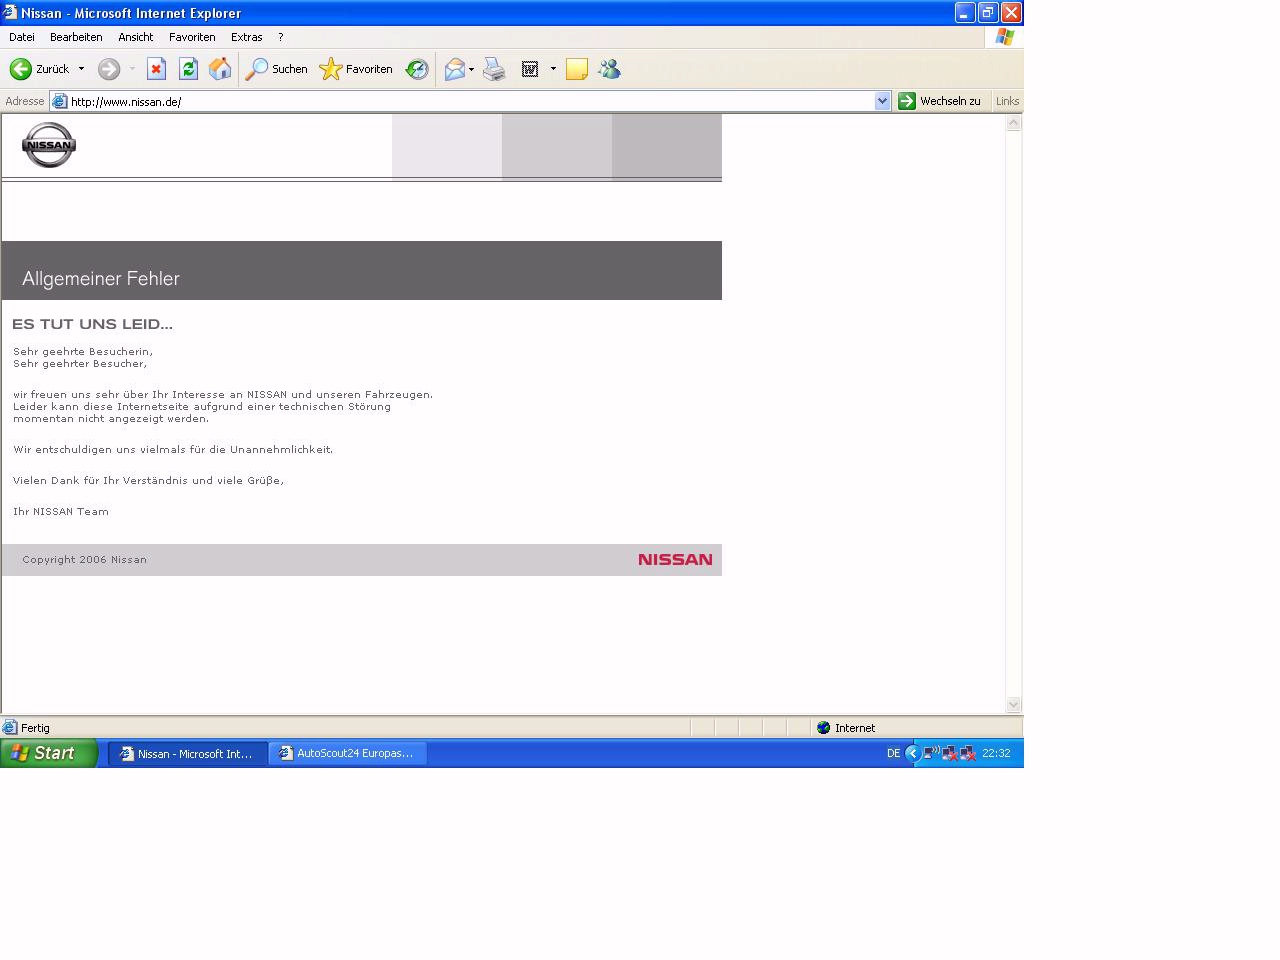 Nissan - Microsoft Internet Explorer
Datei Bearbeiten Ansicht Favoriten Extras ?
Zurück Suchen Favoriten
Adresse http://www.nissan.de/ Wechseln zu Links
NISSAN
Allgemeiner Fehler
ES TUT UNS LEID...
Sehr geehrte Besucherin,
Sehr geehrter Besucher,
wir freuen uns sehr über Ihr Interesse an NISSAN und unseren Fahrzeugen.
Leider kann diese Internetseite aufgrund einer technischen Störung
momentan nicht angezeigt werden.
Wir entschuldigen uns vielmals für die Unannehmlichkeit.
Vielen Dank für Ihr Verständnis und viele Grüße,
Ihr NISSAN Team
Copyright 2006 Nissan NISSAN
Fertig Internet
Start Nissan - Microsoft Int... AutoScout24 Europas... DE 22:32